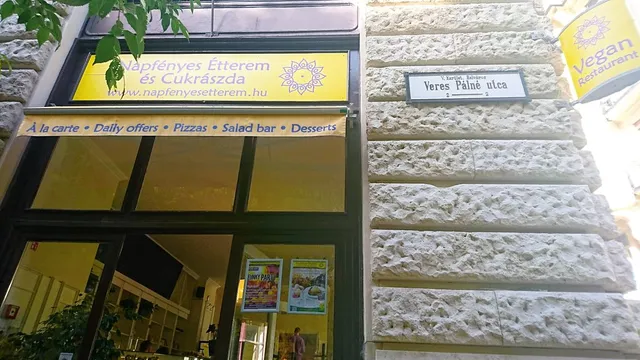 Napfényes Étterem
és Cukrászda
www.napfenyesetterem.hu
À la carte • Daily offers • Pizzas • Salad bar • Desserts
V. kerület, Belváros
Veres Pálné utca
Vegan
Restaurant